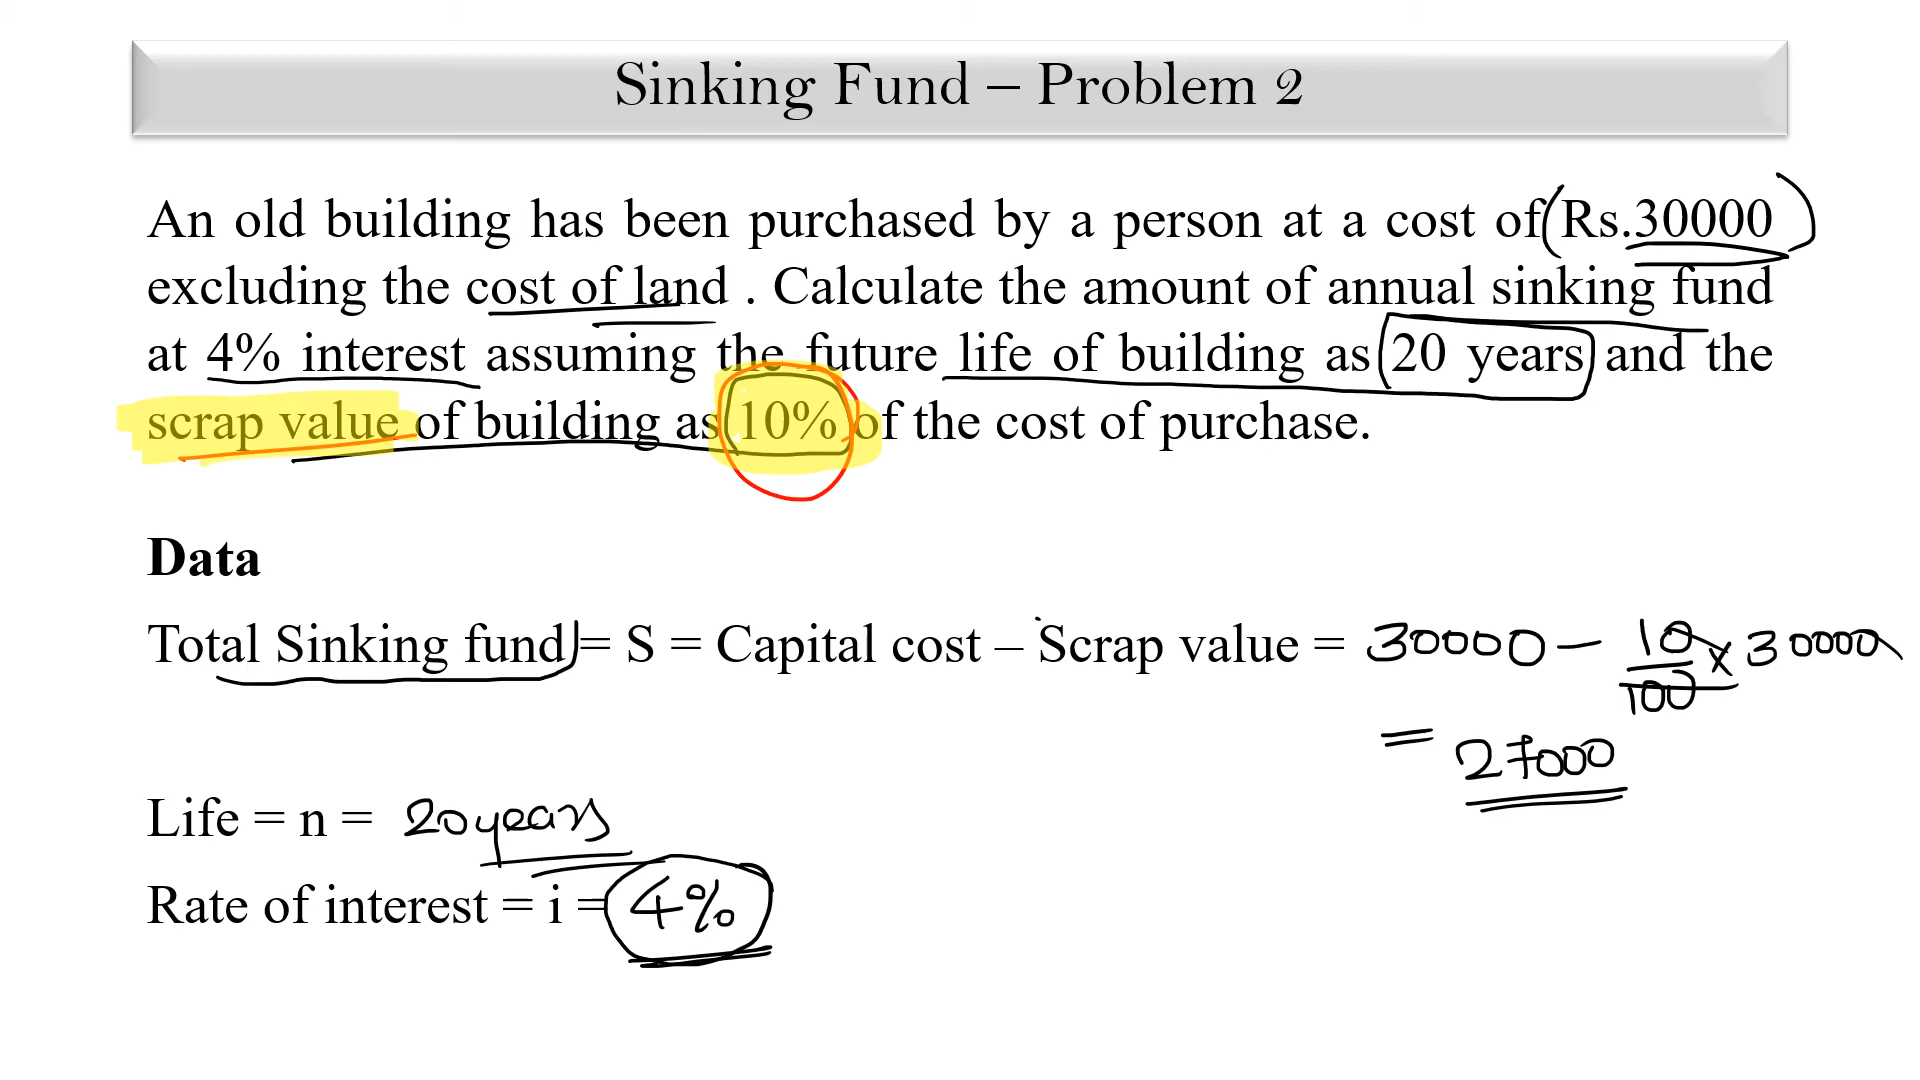 Sinking Fund – Problem 2
An old building has been purchased by a person at a cost of Rs.30000
excluding the cost of land . Calculate the amount of annual sinking fund
at 4% interest assuming the future life of building as 20 years and the
scrap value of building as 10% of the cost of purchase.
Data
Total Sinking fund = S = Capital cost – Scrap value = 30000 – 10/100 x 30000
= 27000
Life = n = 20 years
Rate of interest = i = 4%